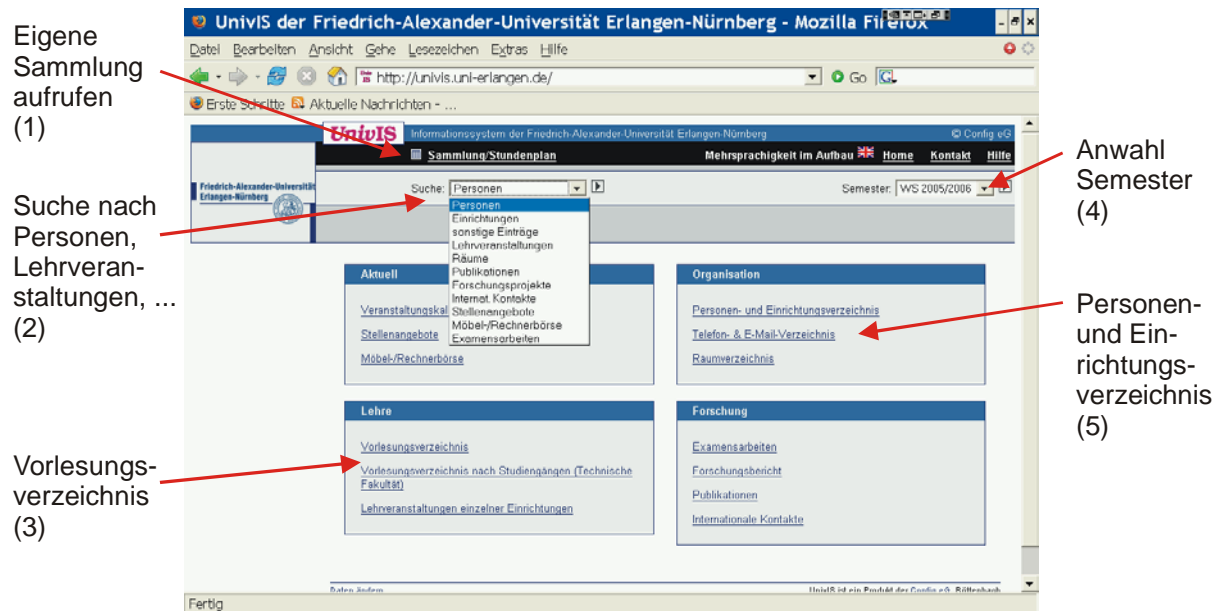 UnivIS der Friedrich-Alexander-Universität Erlangen-Nürnberg - Mozilla Firefox
Datei Bearbeiten Ansicht Gehe Lesezeichen Extras Hilfe
http://univis.uni-erlangen.de/
Go
Erste Schritte Aktuelle Nachrichten - ...
UnivIS Informationssystem der Friedrich-Alexander-Universität Erlangen-Nürnberg © Config eG
Sammlung/Stundenplan Mehrsprachigkeit im Aufbau Home Kontakt Hilfe
Friedrich-Alexander-Universität
Erlangen-Nürnberg
Suche: Personen
Semester: WS 2005/2006
Personen
Einrichtungen
sonstige Einträge
Lehrveranstaltungen
Räume
Publikationen
Forschungsprojekte
Internat. Kontakte
Stellenangebote
Möbel-/Rechnerbörse
Examensarbeiten
Aktuell
Veranstaltungskal
Stellenangebote
Möbel-/Rechnerbörse
Organisation
Personen- und Einrichtungsverzeichnis
Telefon- & E-Mail-Verzeichnis
Raumverzeichnis
Lehre
Vorlesungsverzeichnis
Vorlesungsverzeichnis nach Studiengängen (Technische
Fakultät)
Lehrveranstaltungen einzelner Einrichtungen
Forschung
Examensarbeiten
Forschungsbericht
Publikationen
Internationale Kontakte
Daten ändern
UnivIS ist ein Produkt der Config eG, Röttenbach
Fertig
Eigene
Sammlung
aufrufen
(1)
Suche nach
Personen,
Lehrveran-
staltungen, ...
(2)
Vorlesungs-
verzeichnis
(3)
Anwahl
Semester
(4)
Personen-
und Ein-
richtungs-
verzeichnis
(5)